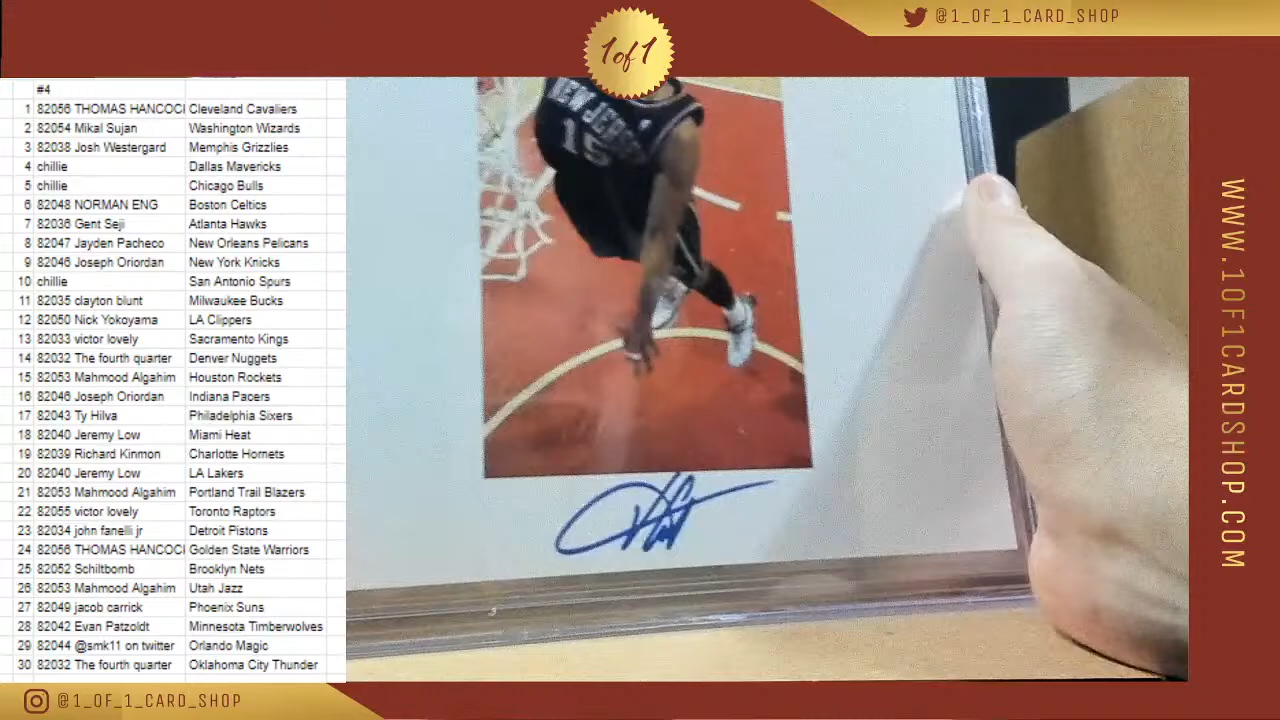 @1_OF_1_CARD_SHOP
1of1
#4
1 82056 THOMAS HANCOCK Cleveland Cavaliers
2 82054 Mikal Sujan Washington Wizards
3 82038 Josh Westergard Memphis Grizzlies
4 chillie Dallas Mavericks
5 chillie Chicago Bulls
6 82048 NORMAN ENG Boston Celtics
7 82036 Gent Seji Atlanta Hawks
8 82047 Jayden Pacheco New Orleans Pelicans
9 82046 Joseph Oriordan New York Knicks
10 chillie San Antonio Spurs
11 82035 clayton blunt Milwaukee Bucks
12 82050 Nick Yokoyama LA Clippers
13 82033 victor lovely Sacramento Kings
14 82032 The fourth quarter Denver Nuggets
15 82053 Mahmood Algahim Houston Rockets
16 82046 Joseph Oriordan Indiana Pacers
17 82043 Ty Hilva Philadelphia Sixers
18 82040 Jeremy Low Miami Heat
19 82039 Richard Kinmon Charlotte Hornets
20 82040 Jeremy Low LA Lakers
21 82053 Mahmood Algahim Portland Trail Blazers
22 82055 victor lovely Toronto Raptors
23 82034 john fanelli jr Detroit Pistons
24 82056 THOMAS HANCOCK Golden State Warriors
25 82052 Schiltbomb Brooklyn Nets
26 82053 Mahmood Algahim Utah Jazz
27 82049 jacob carrick Phoenix Suns
28 82042 Evan Patzoldt Minnesota Timberwolves
29 82044 @smk11 on twitter Orlando Magic
30 82032 The fourth quarter Oklahoma City Thunder
NEW JERSEY
15
WWW.1OF1CARDSHOP.COM
@1_OF_1_CARD_SHOP